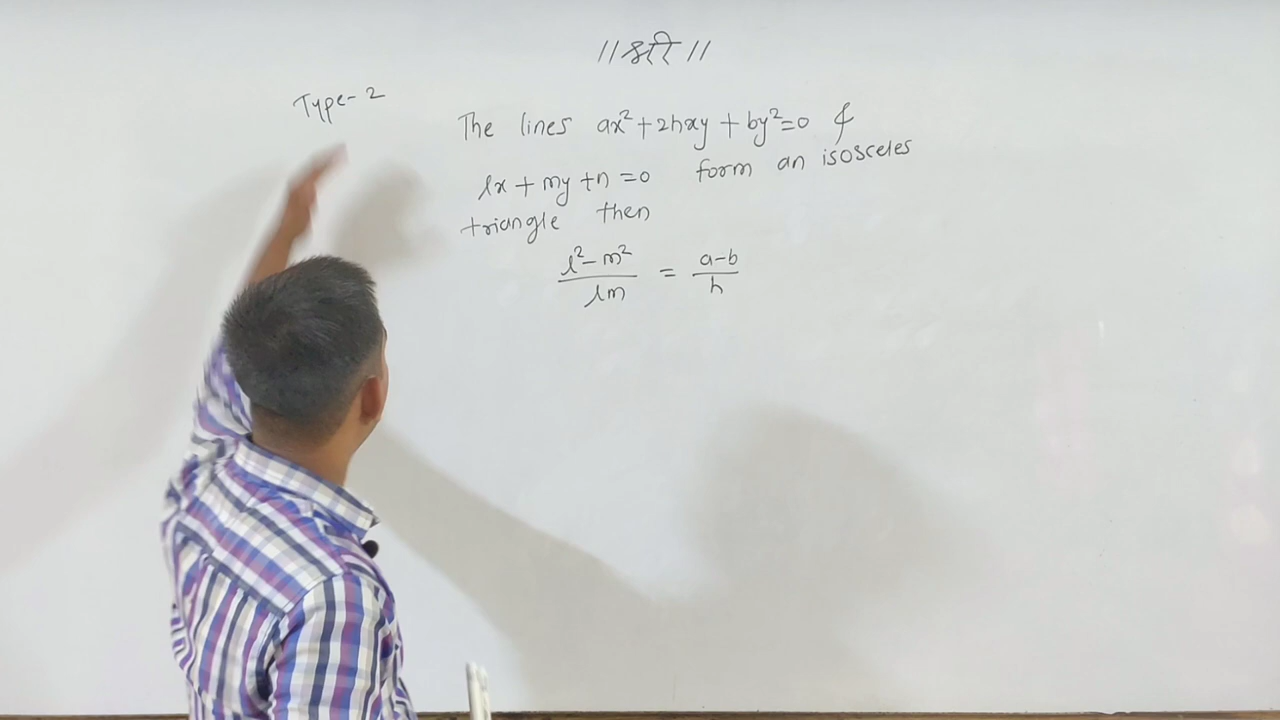 ॥श्री॥
Type-2
The lines ax²+2hxy+by²=0 &
lx+my+n=0 form an isosceles
triangle then
(l²-m²)/(lm) = (a-b)/h